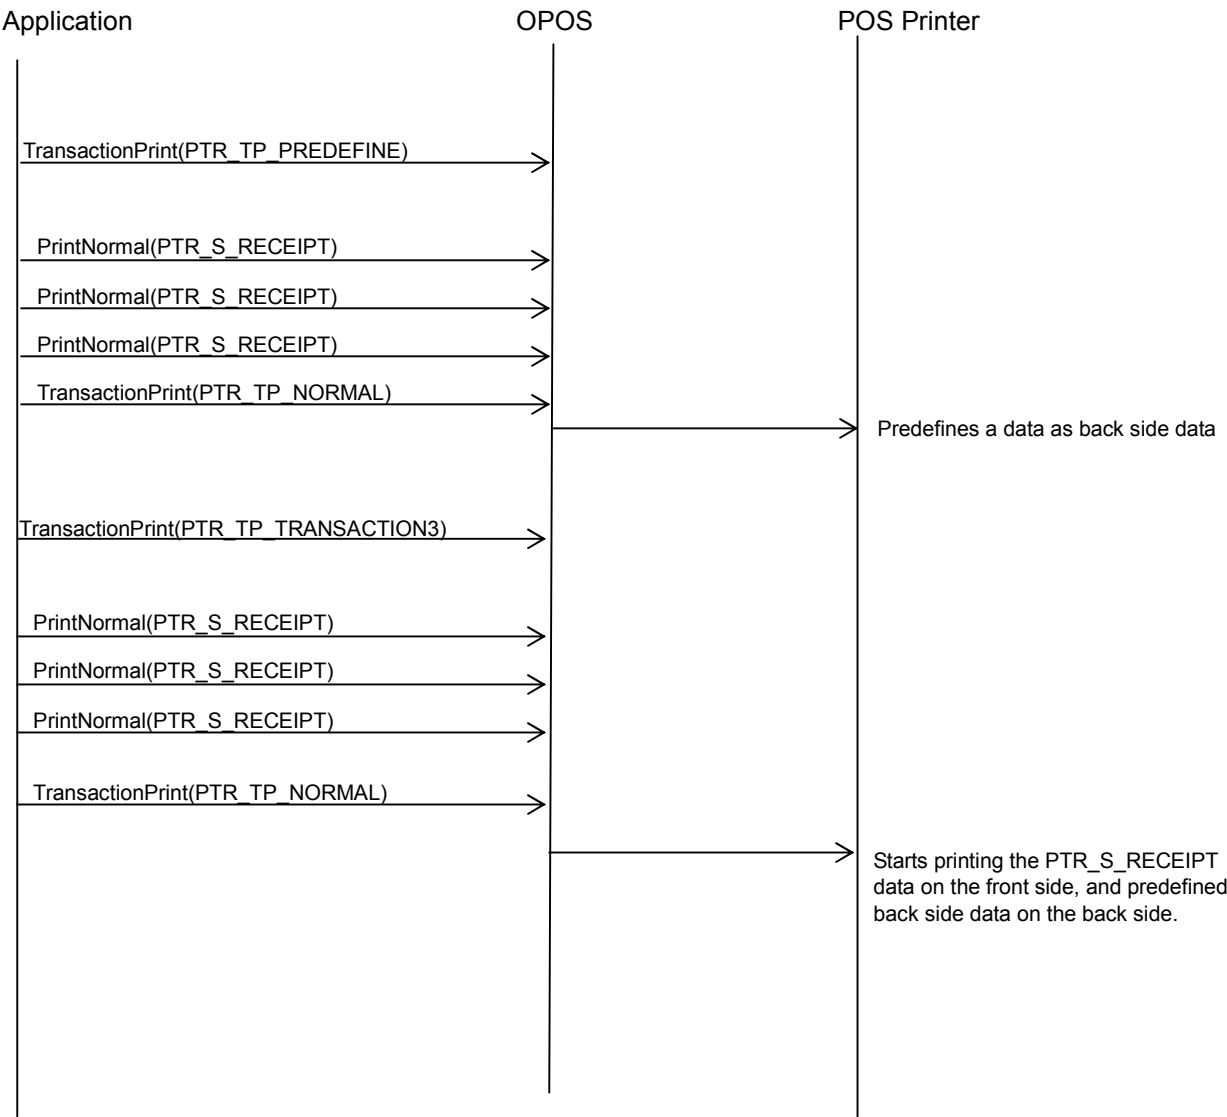 Application
OPOS
POS Printer
TransactionPrint(PTR_TP_PREDEFINE)
PrintNormal(PTR_S_RECEIPT)
PrintNormal(PTR_S_RECEIPT)
PrintNormal(PTR_S_RECEIPT)
TransactionPrint(PTR_TP_NORMAL)
Predefines a data as back side data
TransactionPrint(PTR_TP_TRANSACTION3)
PrintNormal(PTR_S_RECEIPT)
PrintNormal(PTR_S_RECEIPT)
PrintNormal(PTR_S_RECEIPT)
TransactionPrint(PTR_TP_NORMAL)
Starts printing the PTR_S_RECEIPT
data on the front side, and predefined
back side data on the back side.